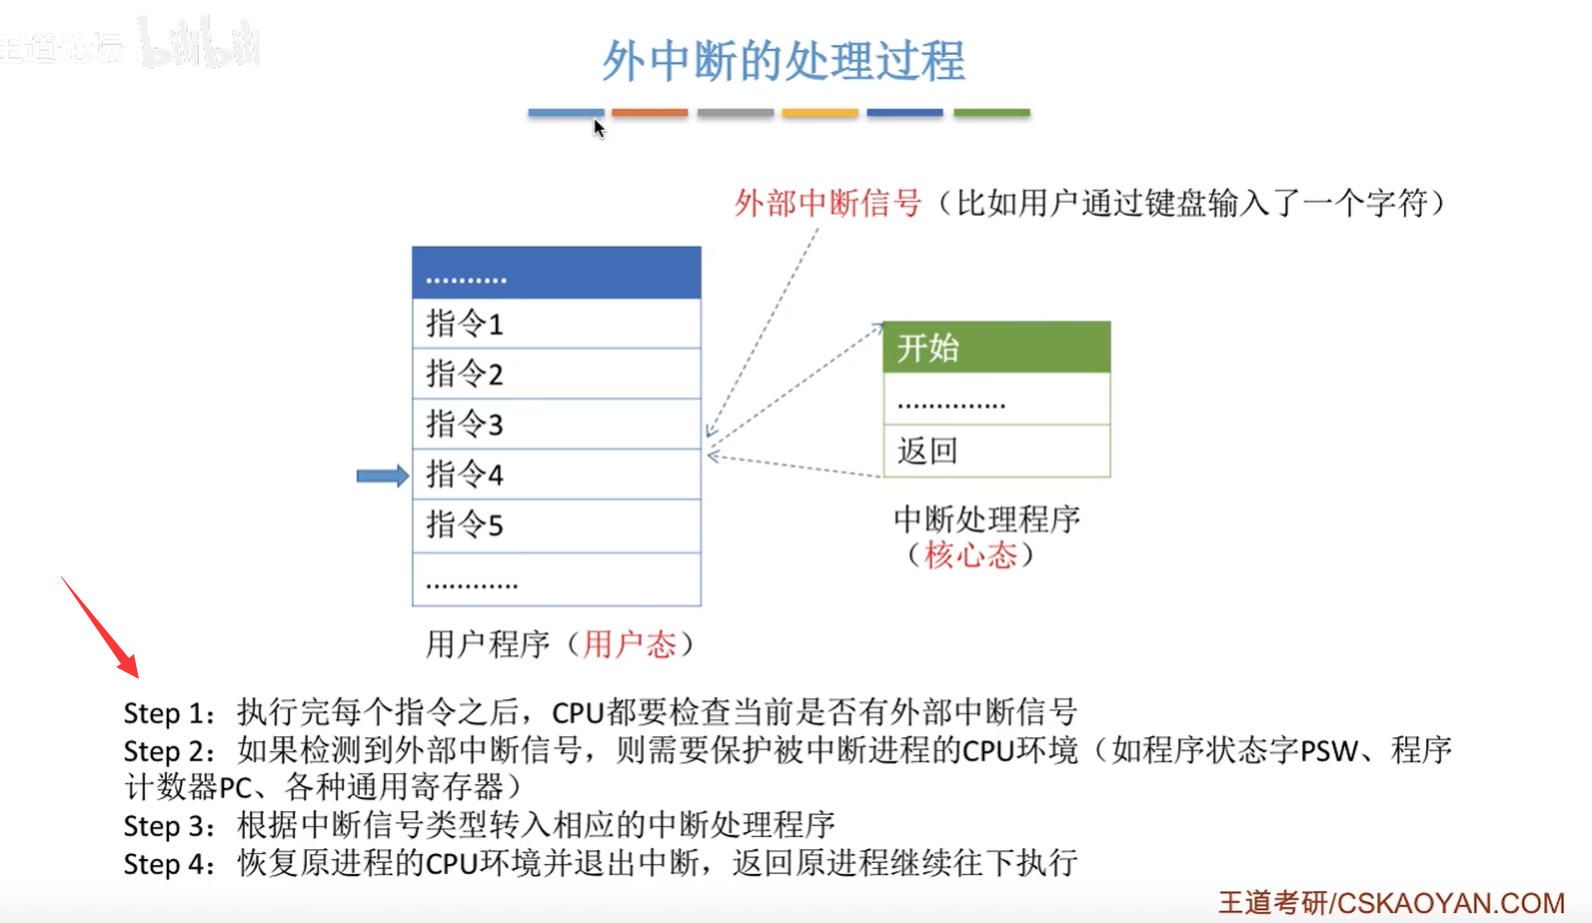 王道论坛 bilibili
外中断的处理过程
外部中断信号（比如用户通过键盘输入了一个字符）
..........
指令1
指令2
指令3
指令4
指令5
............
用户程序（用户态）
开始
..............
返回
中断处理程序
（核心态）
Step 1：执行完每个指令之后，CPU都要检查当前是否有外部中断信号
Step 2：如果检测到外部中断信号，则需要保护被中断进程的CPU环境（如程序状态字PSW、程序
计数器PC、各种通用寄存器）
Step 3：根据中断信号类型转入相应的中断处理程序
Step 4：恢复原进程的CPU环境并退出中断，返回原进程继续往下执行
王道考研/CSKAOYAN.COM